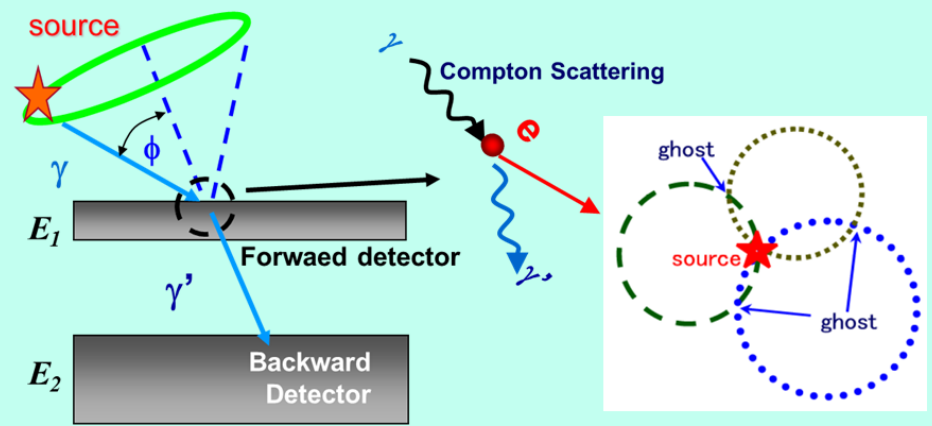 source
γ
ϕ
E₁
Forwaed detector
γ’
E₂
Backward
Detector
γ
Compton Scattering
e
γ’
ghost
source
ghost